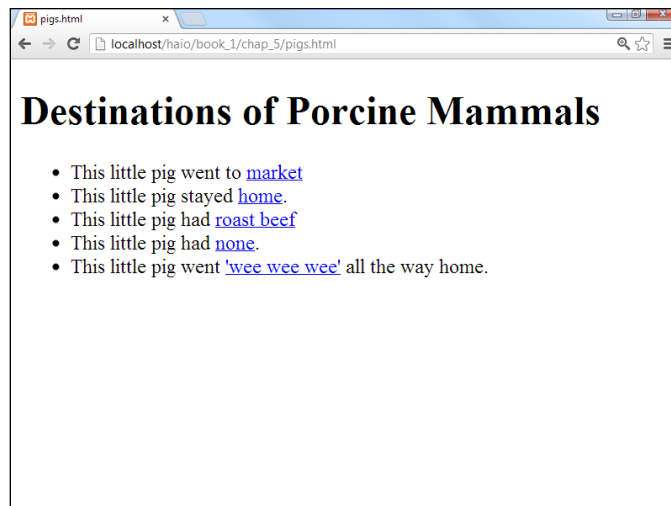 pigs.html
localhost/haio/book_1/chap_5/pigs.html
Destinations of Porcine Mammals
• This little pig went to market
• This little pig stayed home.
• This little pig had roast beef
• This little pig had none.
• This little pig went 'wee wee wee' all the way home.